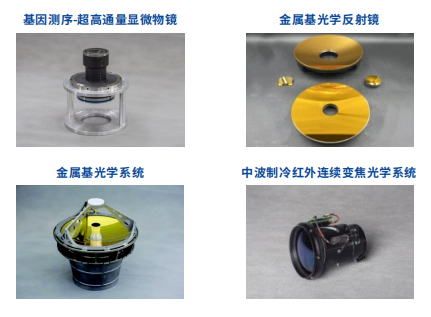 基因测序-超高通量显微物镜
金属基光学反射镜
金属基光学系统
中波制冷红外连续变焦光学系统